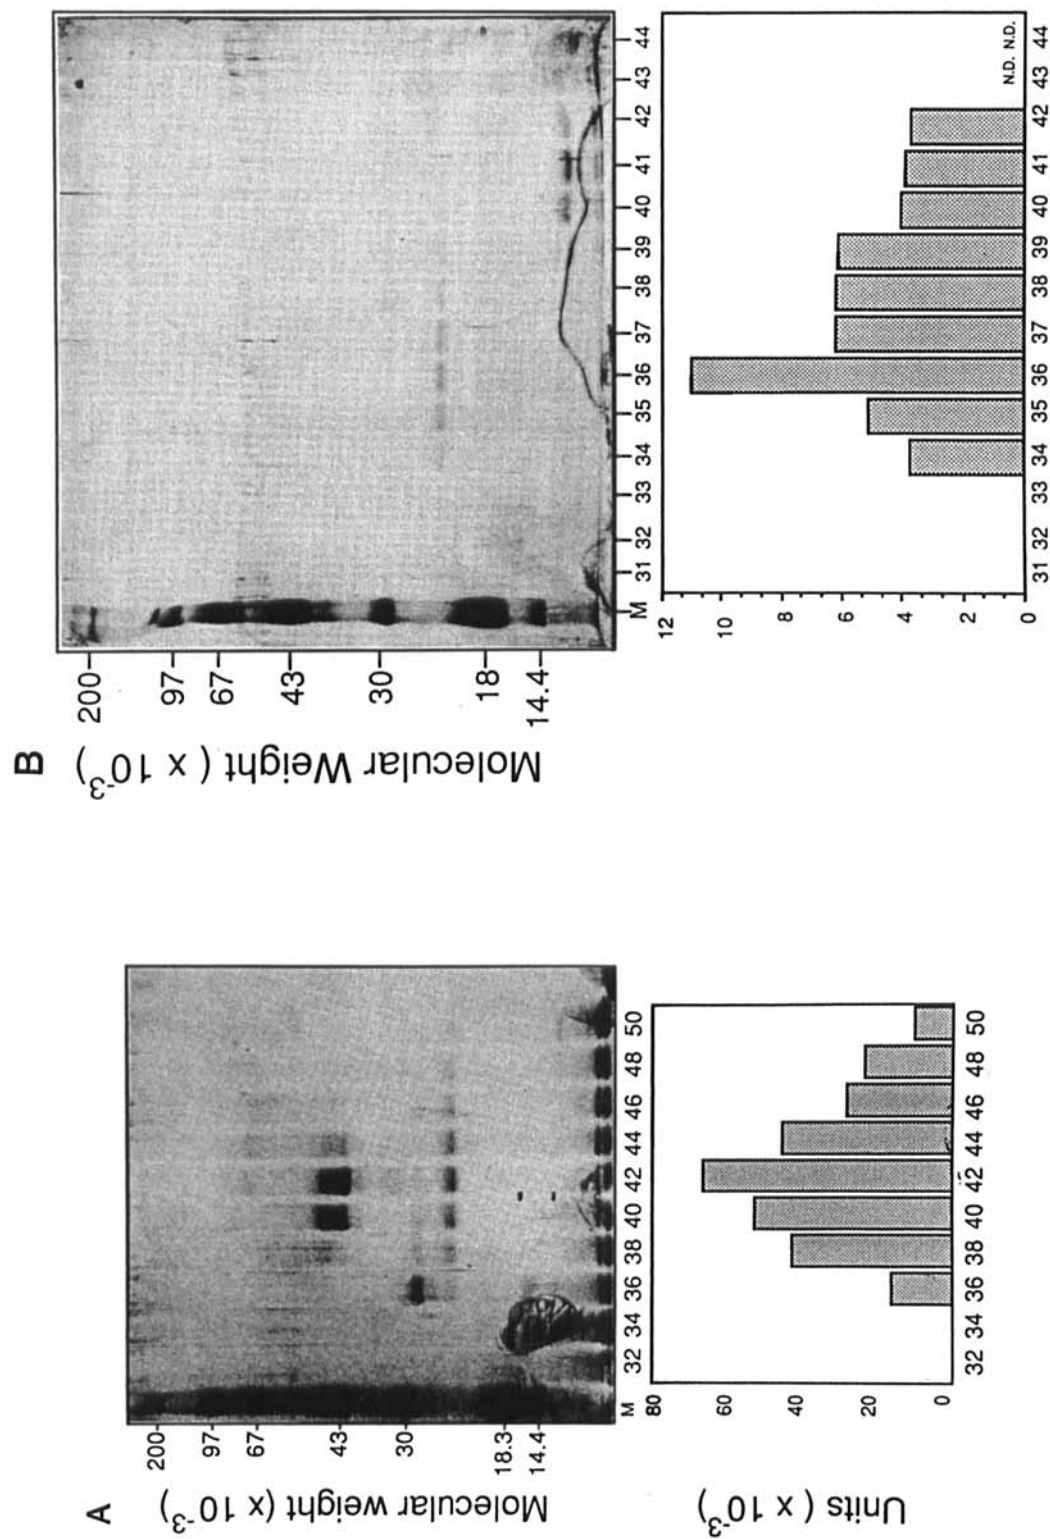 A
Molecular weight (x 10⁻³)
200
97
67
43
30
18.3
14.4
M 32 34 36 38 40 42 44 46 48 50
Units (x 10⁻³)
80
60
40
20
0
32 34 36 38 40 42 44 46 48 50
B
Molecular Weight (x 10⁻³)
200
97
67
43
30
18
14.4
M 31 32 33 34 35 36 37 38 39 40 41 42 43 44
12
10
8
6
4
2
0
N.D. N.D.
31 32 33 34 35 36 37 38 39 40 41 42 43 44